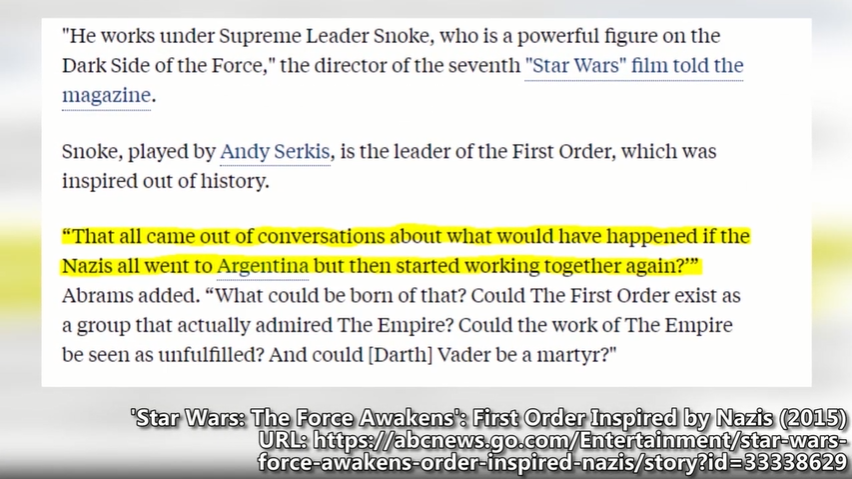 "He works under Supreme Leader Snoke, who is a powerful figure on the
Dark Side of the Force," the director of the seventh "Star Wars" film told the
magazine.
Snoke, played by Andy Serkis, is the leader of the First Order, which was
inspired out of history.
“That all came out of conversations about what would have happened if the
Nazis all went to Argentina but then started working together again?’”
Abrams added. “What could be born of that? Could The First Order exist as
a group that actually admired The Empire? Could the work of The Empire
be seen as unfulfilled? And could [Darth] Vader be a martyr?"
'Star Wars: The Force Awakens': First Order Inspired by Nazis (2015)
URL: https://abcnews.go.com/Entertainment/star-wars-
force-awakens-order-inspired-nazis/story?id=33338629